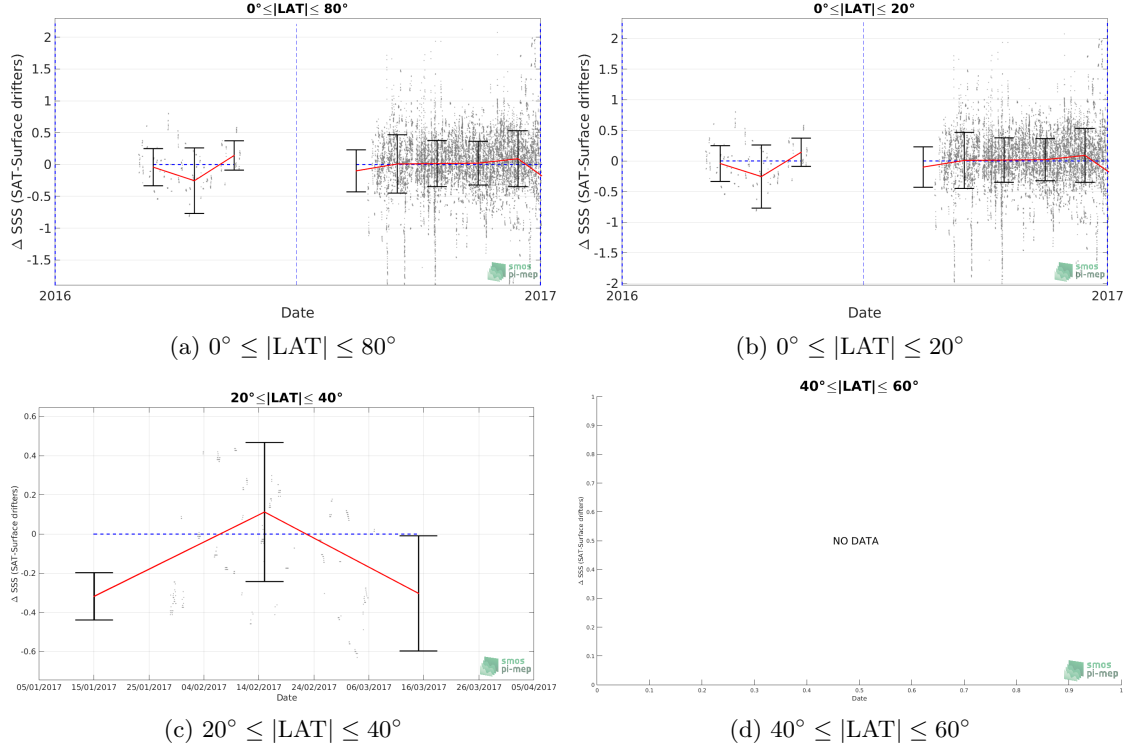 0°≤|LAT|≤ 80°
Δ SSS (SAT-Surface drifters)
2
1.5
1
0.5
0
-0.5
-1
-1.5
2016
2017
Date
smos
pi-mep
(a) 0° ≤ |LAT| ≤ 80°
0°≤|LAT|≤ 20°
Δ SSS (SAT-Surface drifters)
2
1.5
1
0.5
0
-0.5
-1
-1.5
-2
2016
2017
Date
smos
pi-mep
(b) 0° ≤ |LAT| ≤ 20°
20°≤|LAT|≤ 40°
Δ SSS (SAT-Surface drifters)
0.6
0.4
0.2
0
-0.2
-0.4
-0.6
05/01/2017 15/01/2017 25/01/2017 04/02/2017 14/02/2017 24/02/2017 06/03/2017 16/03/2017 26/03/2017 05/04/2017
Date
smos
pi-mep
(c) 20° ≤ |LAT| ≤ 40°
40°≤|LAT|≤ 60°
Δ SSS (SAT-Surface drifters)
1
0.9
0.8
0.7
0.6
0.5
0.4
0.3
0.2
0.1
0
NO DATA
0 0.1 0.2 0.3 0.4 0.5 0.6 0.7 0.8 0.9 1
Date
smos
pi-mep
(d) 40° ≤ |LAT| ≤ 60°